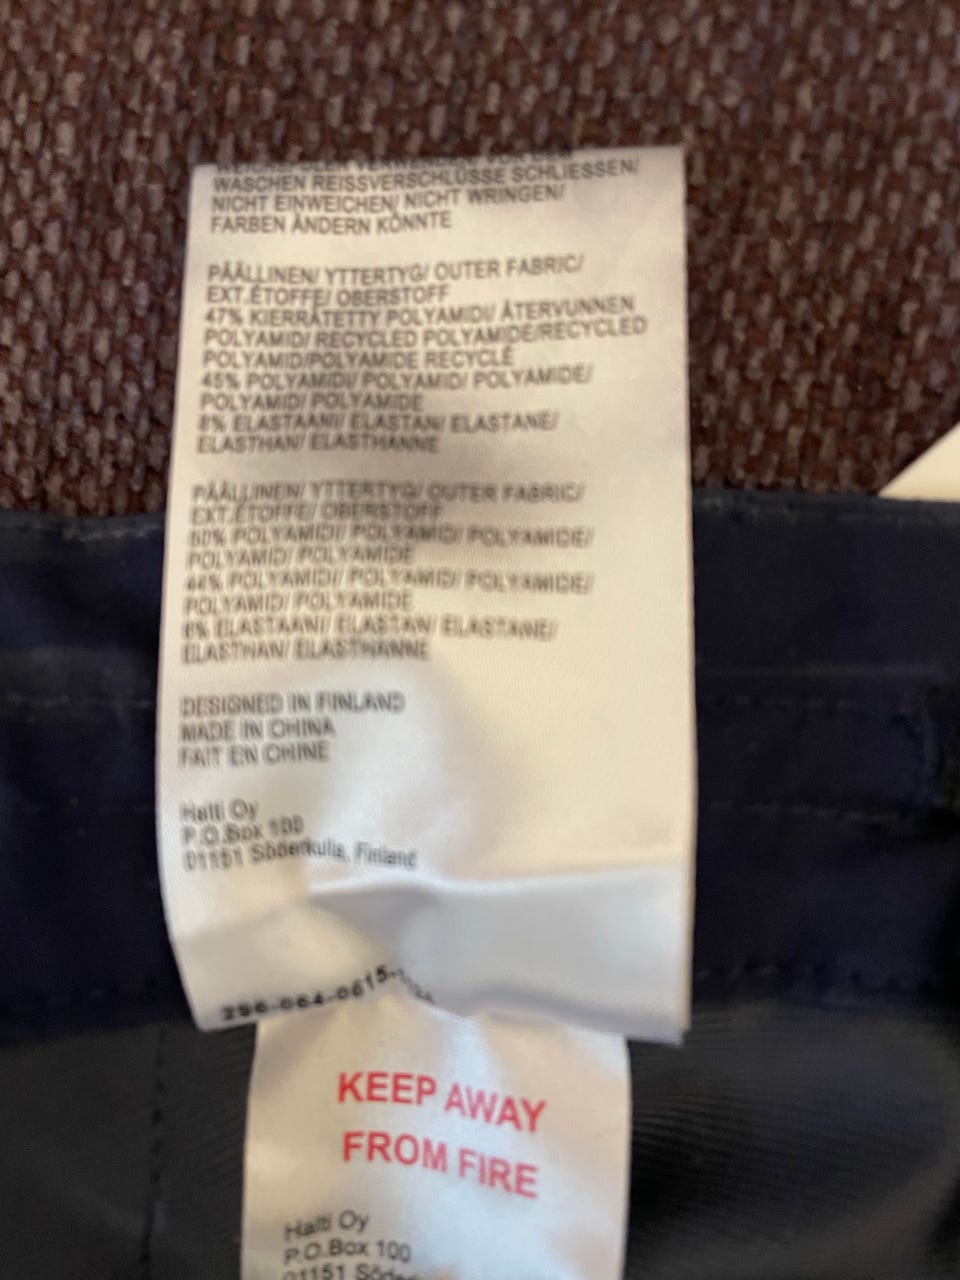 WASCHEN REISSVERSCHLÜSSE SCHLIESSEN/
NICHT EINWEICHEN/ NICHT WRINGEN/
FARBEN ÄNDERN KÖNNTE
PÄÄLLINEN/ YTTERTYG/ OUTER FABRIC/
EXT.ÉTOFFE/ OBERSTOFF
47% KIERRÄTETTY POLYAMIDI/ ÅTERVUNNEN
POLYAMID/ RECYCLED POLYAMIDE/RECYCLED
POLYAMID/POLYAMIDE RECYCLÉ
45% POLYAMIDI/ POLYAMID/ POLYAMIDE/
POLYAMID/ POLYAMIDE
8% ELASTAANI/ ELASTAN/ ELASTANE/
ELASTHAN/ ELASTHANNE
PÄÄLLINEN/ YTTERTYG/ OUTER FABRIC/
EXT.ÉTOFFE/ OBERSTOFF
50% POLYAMIDI/ POLYAMID/ POLYAMIDE/
POLYAMID/ POLYAMIDE
44% POLYAMIDI/ POLYAMID/ POLYAMIDE/
POLYAMID/ POLYAMIDE
6% ELASTAANI/ ELASTAN/ ELASTANE/
ELASTHAN/ ELASTHANNE
DESIGNED IN FINLAND
MADE IN CHINA
FAIT EN CHINE
Halti Oy
P.O.Box 100
01151 Söderkulla, Finland
KEEP AWAY
FROM FIRE
Halti Oy
P.O.Box 100
01151